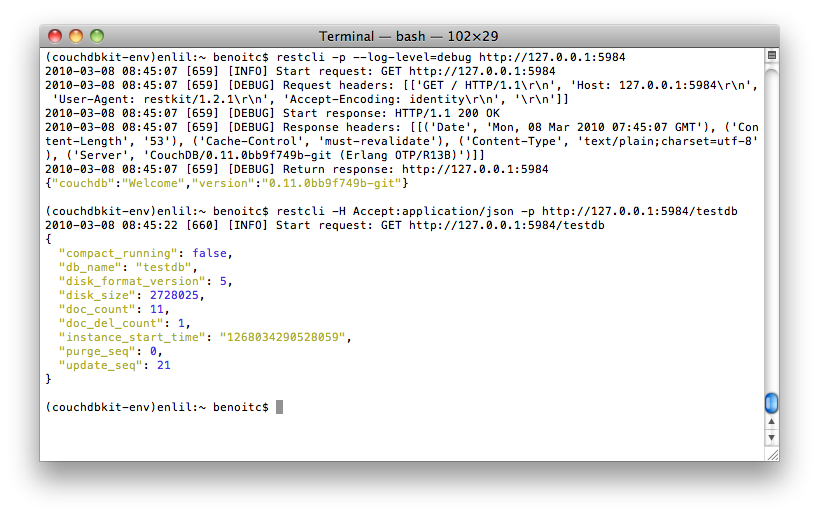 Terminal — bash — 102×29
(couchdbkit-env)enlil:~ benoitc$ restcli -p --log-level=debug http://127.0.0.1:5984
2010-03-08 08:45:07 [659] [INFO] Start request: GET http://127.0.0.1:5984
2010-03-08 08:45:07 [659] [DEBUG] Request headers: [['GET / HTTP/1.1\r\n', 'Host: 127.0.0.1:5984\r\n',
 'User-Agent: restkit/1.2.1\r\n', 'Accept-Encoding: identity\r\n', '\r\n']]
2010-03-08 08:45:07 [659] [DEBUG] Start response: HTTP/1.1 200 OK
2010-03-08 08:45:07 [659] [DEBUG] Response headers: [[('Date', 'Mon, 08 Mar 2010 07:45:07 GMT'), ('Con
tent-Length', '53'), ('Cache-Control', 'must-revalidate'), ('Content-Type', 'text/plain;charset=utf-8'
), ('Server', 'CouchDB/0.11.0bb9f749b-git (Erlang OTP/R13B)')]]
2010-03-08 08:45:07 [659] [DEBUG] Return response: http://127.0.0.1:5984
{"couchdb":"Welcome","version":"0.11.0bb9f749b-git"}
(couchdbkit-env)enlil:~ benoitc$ restcli -H Accept:application/json -p http://127.0.0.1:5984/testdb
2010-03-08 08:45:22 [660] [INFO] Start request: GET http://127.0.0.1:5984/testdb
{
  "compact_running": false,
  "db_name": "testdb",
  "disk_format_version": 5,
  "disk_size": 2728025,
  "doc_count": 11,
  "doc_del_count": 1,
  "instance_start_time": "1268034290528059",
  "purge_seq": 0,
  "update_seq": 21
}
(couchdbkit-env)enlil:~ benoitc$